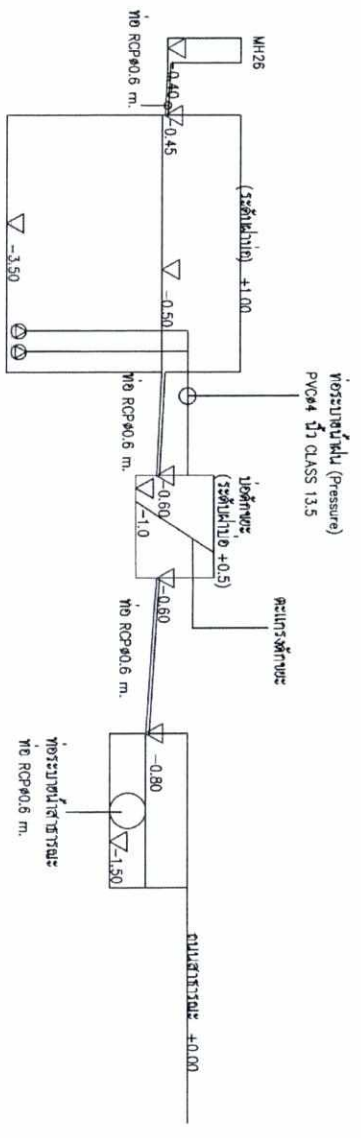 MH26
-0.40
-0.45
ท่อ RCPø0.6 m.
(ระดับฝาบ่อ) +1.00
-0.50
-3.50
ท่อระบายน้ำฝน (Pressure)
PVCø4 นิ้ว CLASS 13.5
ท่อ RCPø0.6 m.
บ่อดักขยะ
(ระดับฝาบ่อ +0.5)
-0.60
-1.0
ตะแกรงดักขยะ
-0.60
ท่อ RCPø0.6 m.
-0.80
-1.50
ท่อระบายน้ำสาธารณะ
ท่อ RCPø0.6 m.
ถนนสาธารณะ +0.00